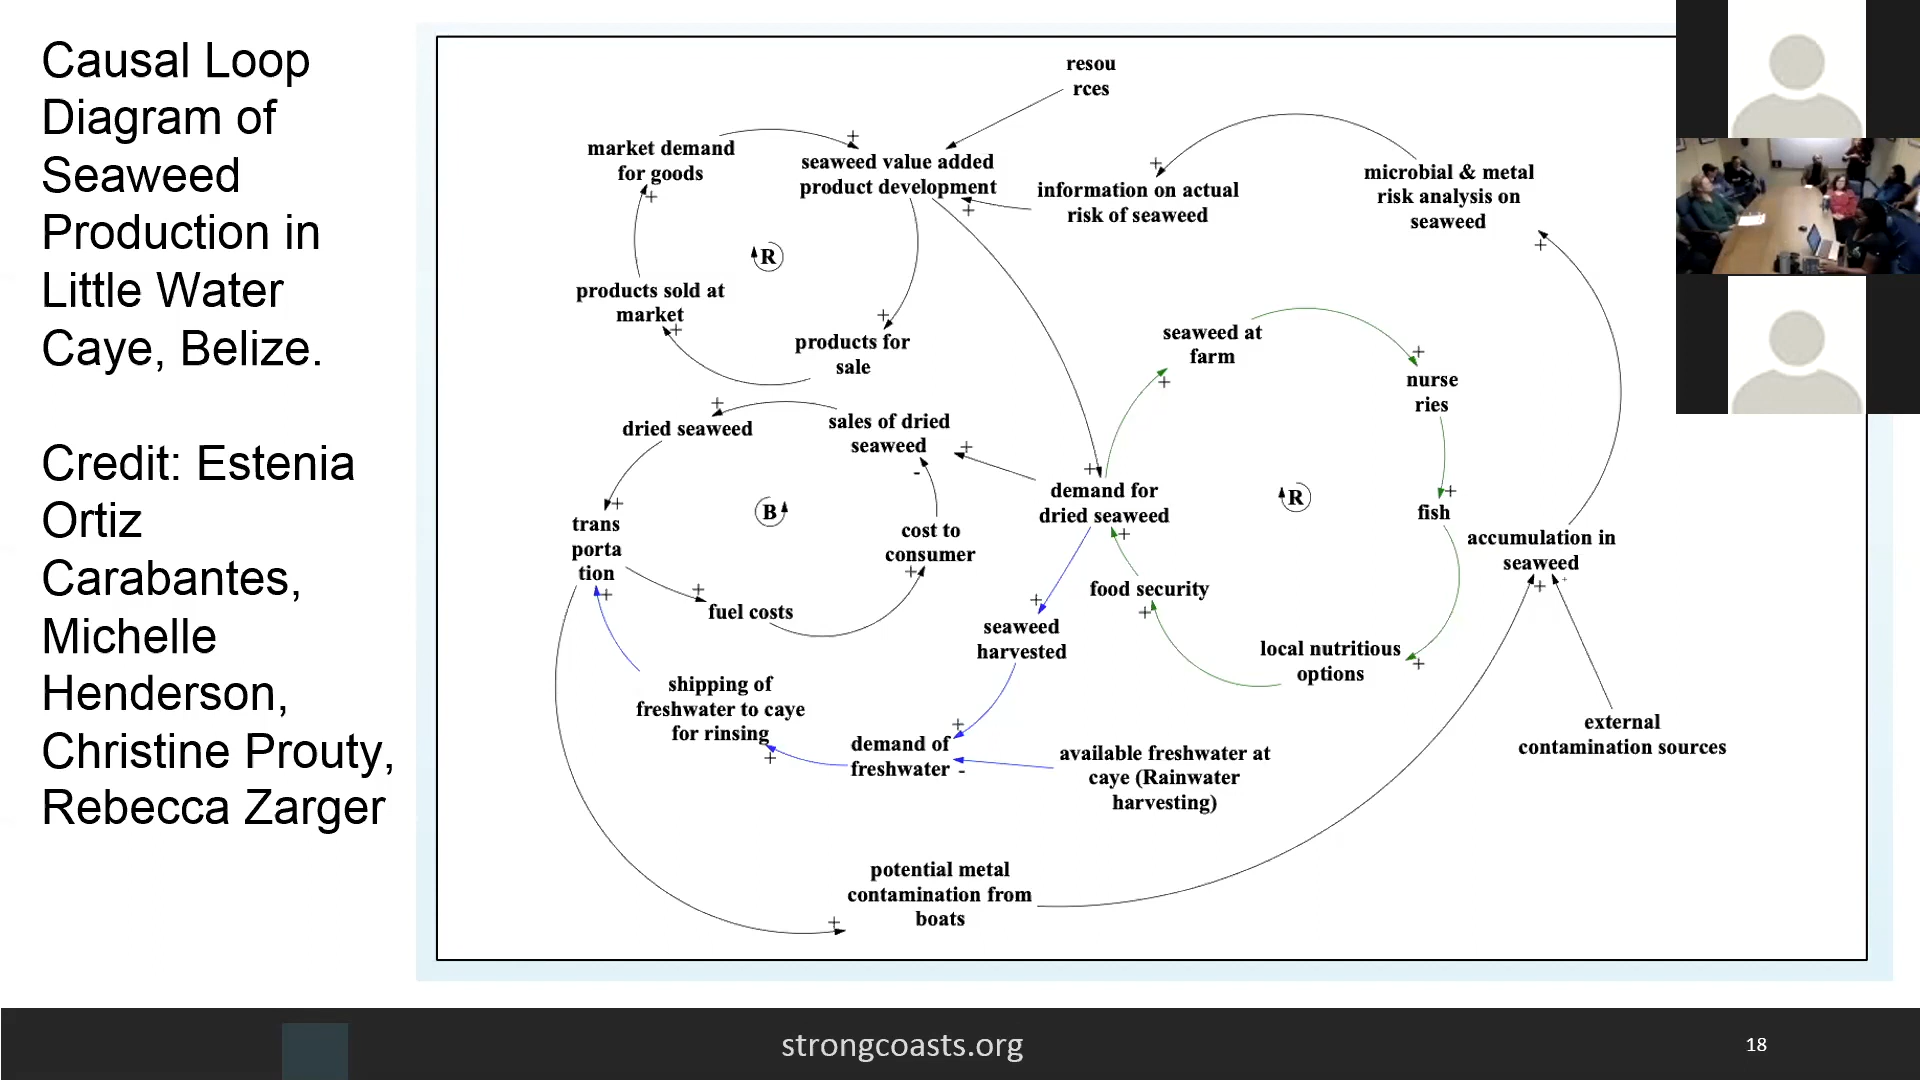 Causal Loop
Diagram of
Seaweed
Production in
Little Water
Caye, Belize.
Credit: Estenia
Ortiz
Carabantes,
Michelle
Henderson,
Christine Prouty,
Rebecca Zarger
resou
rces
market demand
for goods
+
+
seaweed value added
product development
+
information on actual
risk of seaweed
+
microbial & metal
risk analysis on
seaweed
+
R
products sold at
market
+
products for
sale
+
seaweed at
farm
+
nurse
ries
+
dried seaweed
+
sales of dried
seaweed
+
-
demand for
dried seaweed
+
+
R
fish
+
B
trans
porta
tion
+
+
cost to
consumer
+
accumulation in
seaweed
+
+
food security
+
fuel costs
+
seaweed
harvested
+
local nutritious
options
+
shipping of
freshwater to caye
for rinsing
+
demand of
freshwater
+
-
available freshwater at
caye (Rainwater
harvesting)
external
contamination sources
potential metal
contamination from
boats
+
strongcoasts.org
18